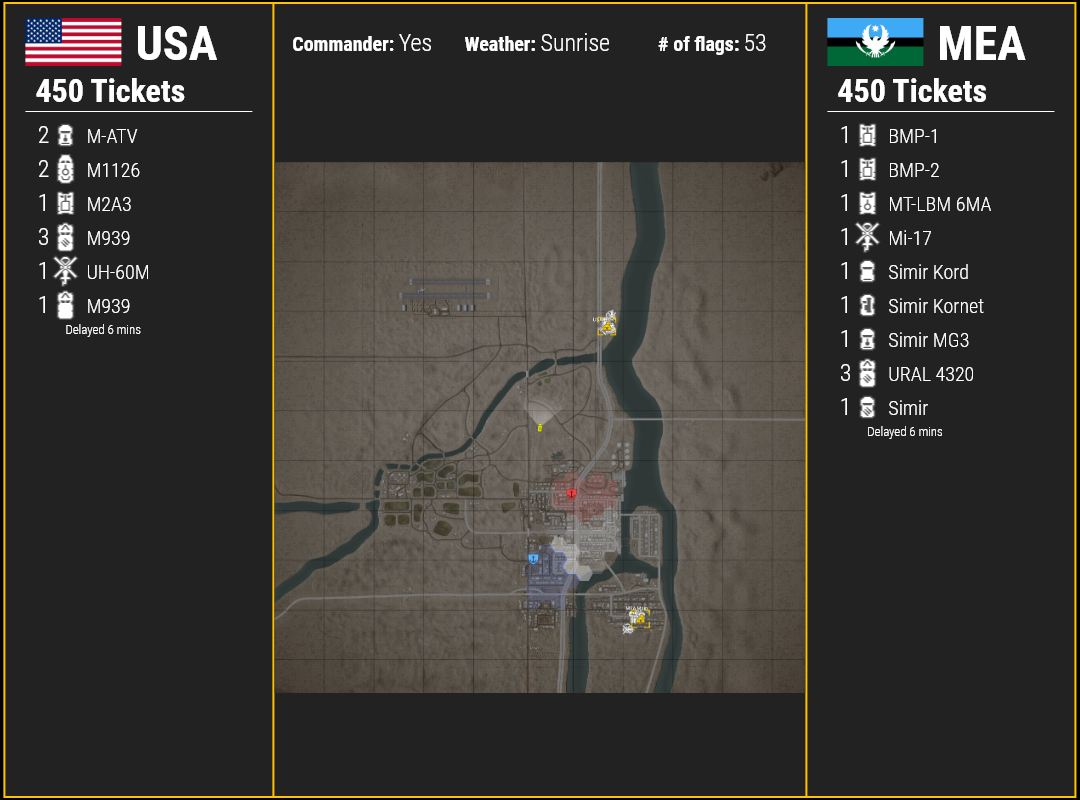 USA
450 Tickets
2 M-ATV
2 M1126
1 M2A3
3 M939
1 UH-60M
1 M939
Delayed 6 mins
Commander: Yes Weather: Sunrise # of flags: 53
MEA
450 Tickets
1 BMP-1
1 BMP-2
1 MT-LBM 6MA
1 Mi-17
1 Simir Kord
1 Simir Kornet
1 Simir MG3
3 URAL 4320
1 Simir
Delayed 6 mins